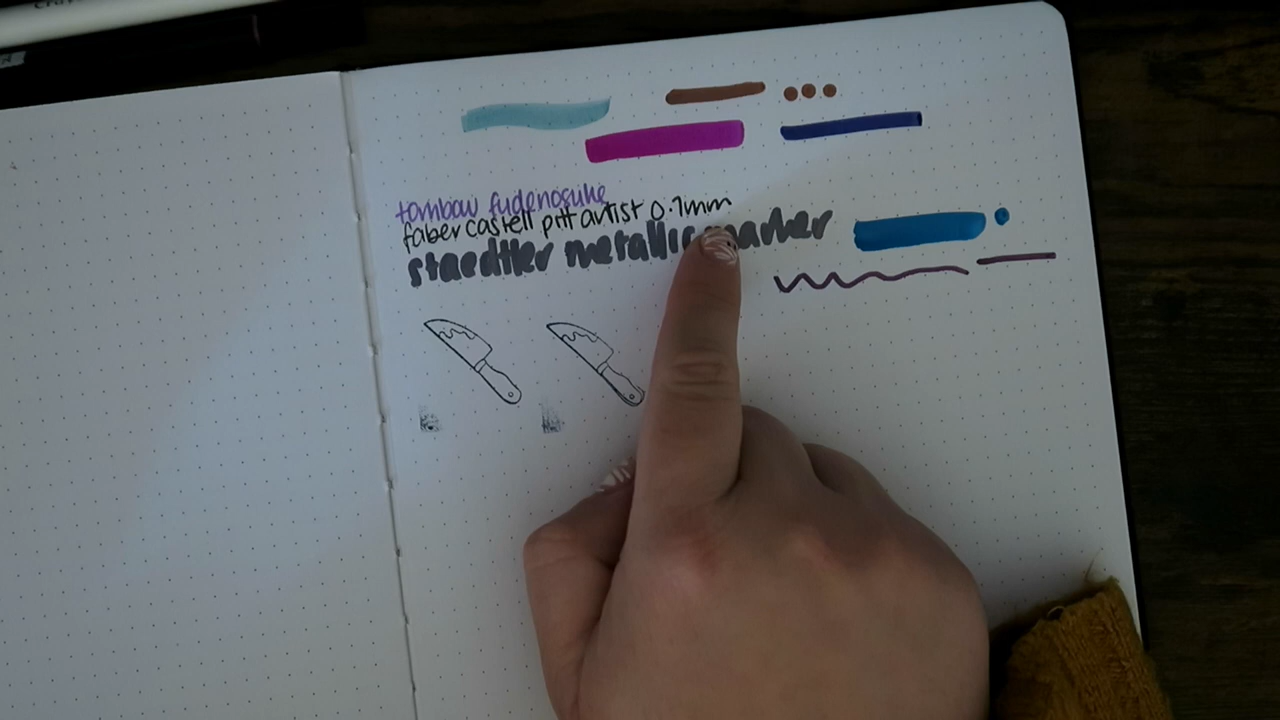 tombow fudenosuke
faber castell pitt artist 0.7mm
staedtler metallic marker